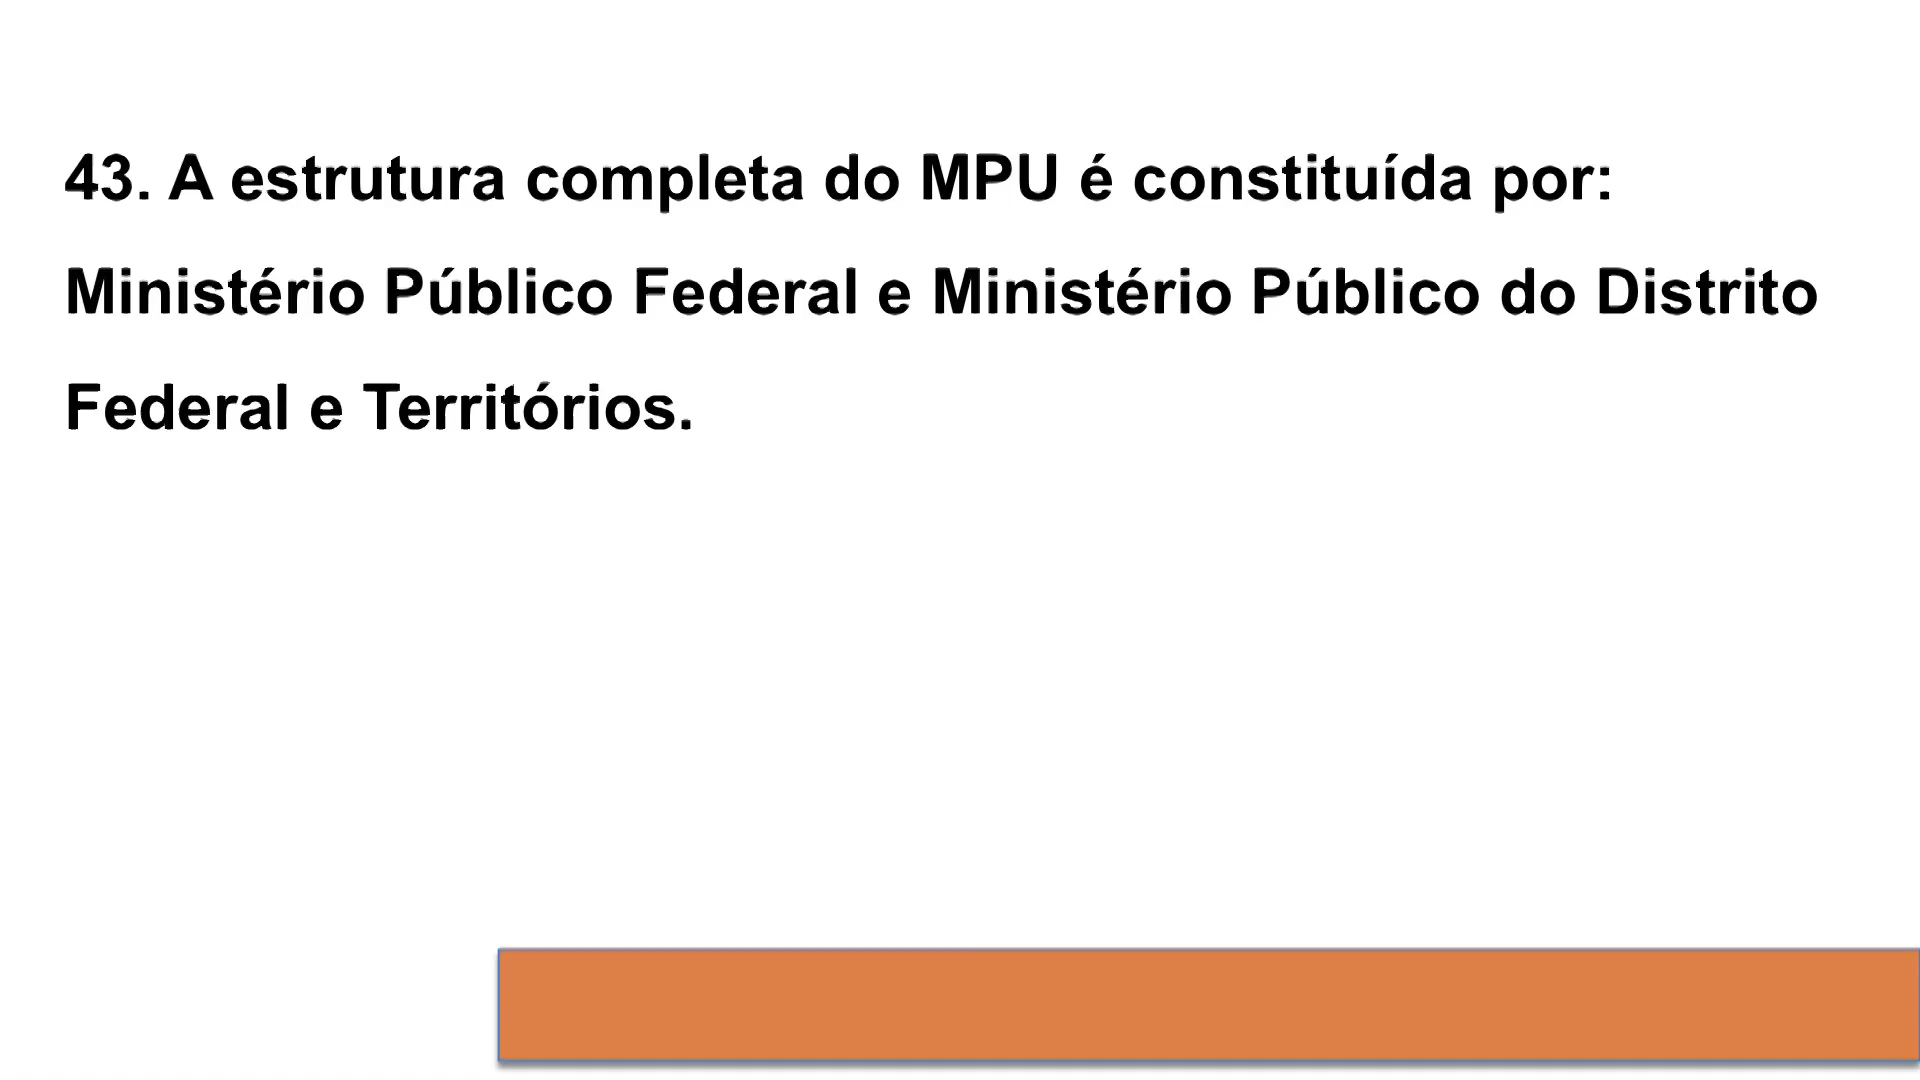 43. A estrutura completa do MPU é constituída por:
Ministério Público Federal e Ministério Público do Distrito
Federal e Territórios.